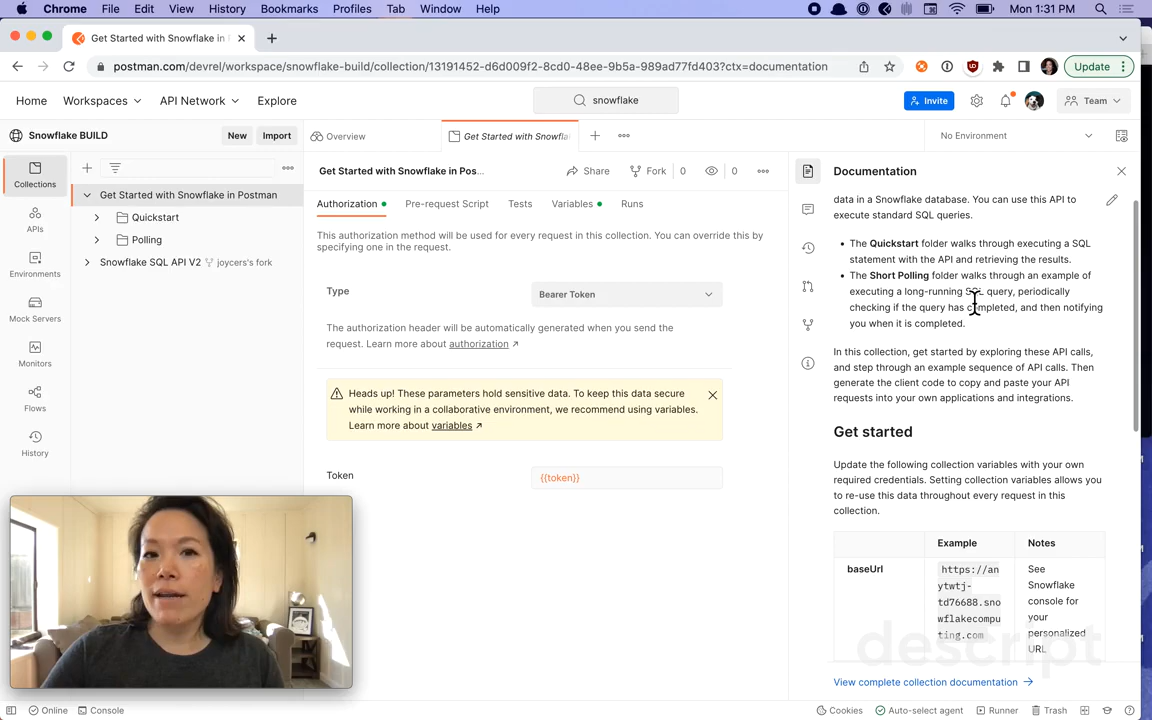 Chrome File Edit View History Bookmarks Profiles Tab Window Help
Mon 1:31 PM
Get Started with Snowflake in
postman.com/devrel/workspace/snowflake-build/collection/13191452-d6d009f2-8cd0-48ee-9b5a-989ad77fd403?ctx=documentation
Update
Home Workspaces API Network Explore
snowflake
Invite
Team
Snowflake BUILD
New Import
Overview
Get Started with Snowfla
No Environment
Collections
APIs
Environments
Mock Servers
Monitors
Flows
History
Get Started with Snowflake in Postman
Quickstart
Polling
Snowflake SQL API V2 joycers's fork
Get Started with Snowflake in Pos...
Share Fork 0 0
Authorization Pre-request Script Tests Variables Runs
This authorization method will be used for every request in this collection. You can override this by
specifying one in the request.
Type
Bearer Token
The authorization header will be automatically generated when you send the
request. Learn more about authorization ↗
Heads up! These parameters hold sensitive data. To keep this data secure
while working in a collaborative environment, we recommend using variables.
Learn more about variables ↗
Token
{{token}}
Documentation
data in a Snowflake database. You can use this API to
execute standard SQL queries.
• The Quickstart folder walks through executing a SQL
statement with the API and retrieving the results.
• The Short Polling folder walks through an example of
executing a long-running SQL query, periodically
checking if the query has completed, and then notifying
you when it is completed.
In this collection, get started by exploring these API calls,
and step through an example sequence of API calls. Then
generate the client code to copy and paste your API
requests into your own applications and integrations.
Get started
Update the following collection variables with your own
required credentials. Setting collection variables allows you
to re-use this data throughout every request in this
collection.
Example Notes
baseUrl
https://an
ytwtj-
td76688.sno
wflakecompu
ting.com
See
Snowflake
console for
your
personalized
URL
descript
View complete collection documentation →
Online Console
Cookies Auto-select agent Runner Trash